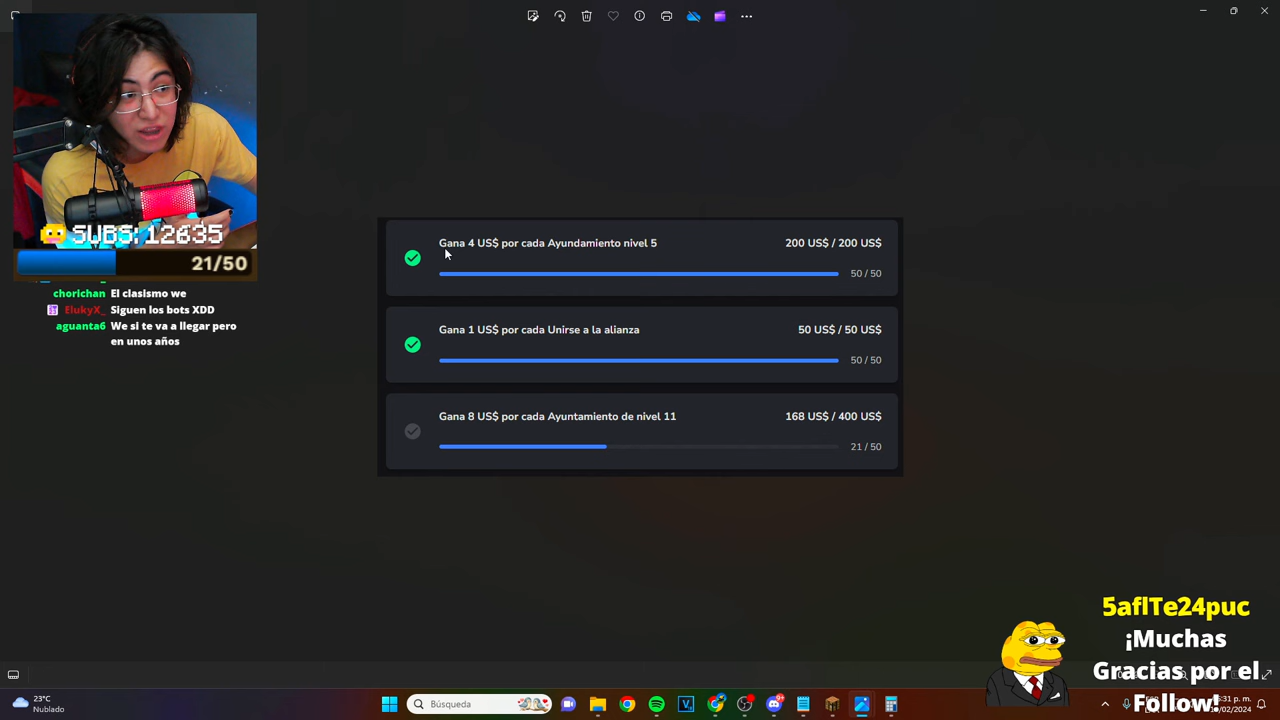 SUBS: 12635
21/50
chorichan El clasismo we
ElukyX_ Siguen los bots XDD
aguanta6 We si te va a llegar pero
en unos años
Gana 4 US$ por cada Ayundamiento nivel 5 200 US$ / 200 US$
50 / 50
Gana 1 US$ por cada Unirse a la alianza 50 US$ / 50 US$
50 / 50
Gana 8 US$ por cada Ayuntamiento de nivel 11 168 US$ / 400 US$
21 / 50
5aflTe24puc
¡Muchas
Gracias por el
Follow!
23°C
Nublado
Búsqueda